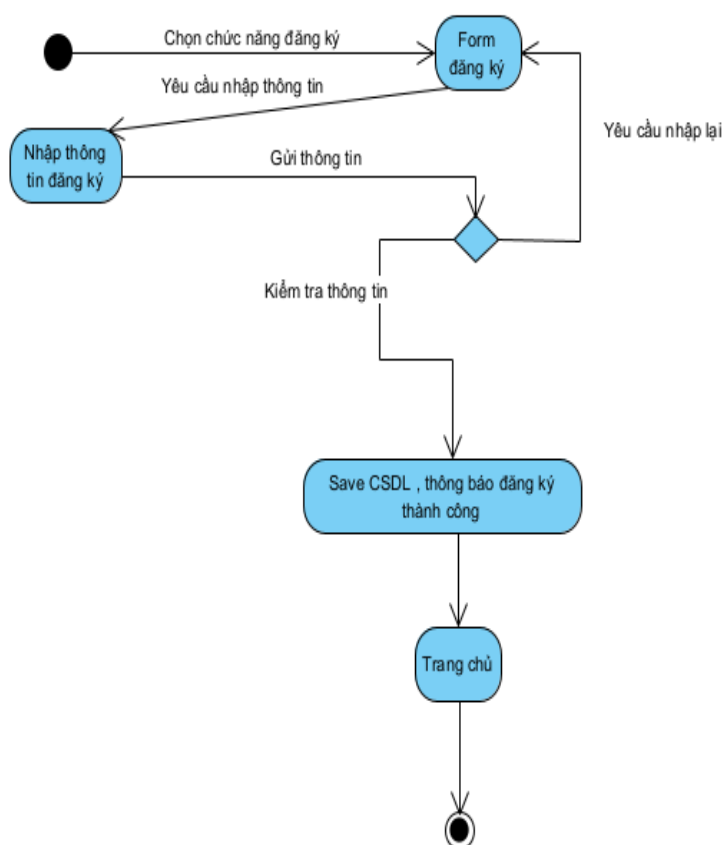 Chọn chức năng đăng ký
Form
đăng ký
Yêu cầu nhập thông tin
Yêu cầu nhập lại
Nhập thông
tin đăng ký
Gửi thông tin
Kiểm tra thông tin
Save CSDL , thông báo đăng ký
thành công
Trang chủ